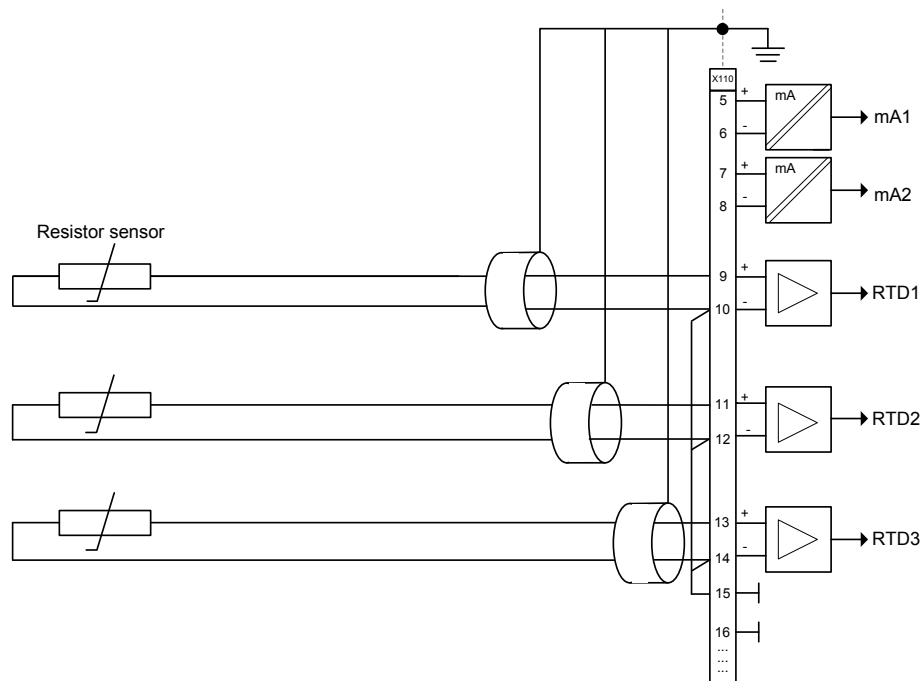 X110
5 + mA
mA1
6 -
7 + mA
mA2
8 -
Resistor sensor
9 +
RTD1
10 -
11 +
RTD2
12 -
13 +
RTD3
14 -
15
16
...
...
...